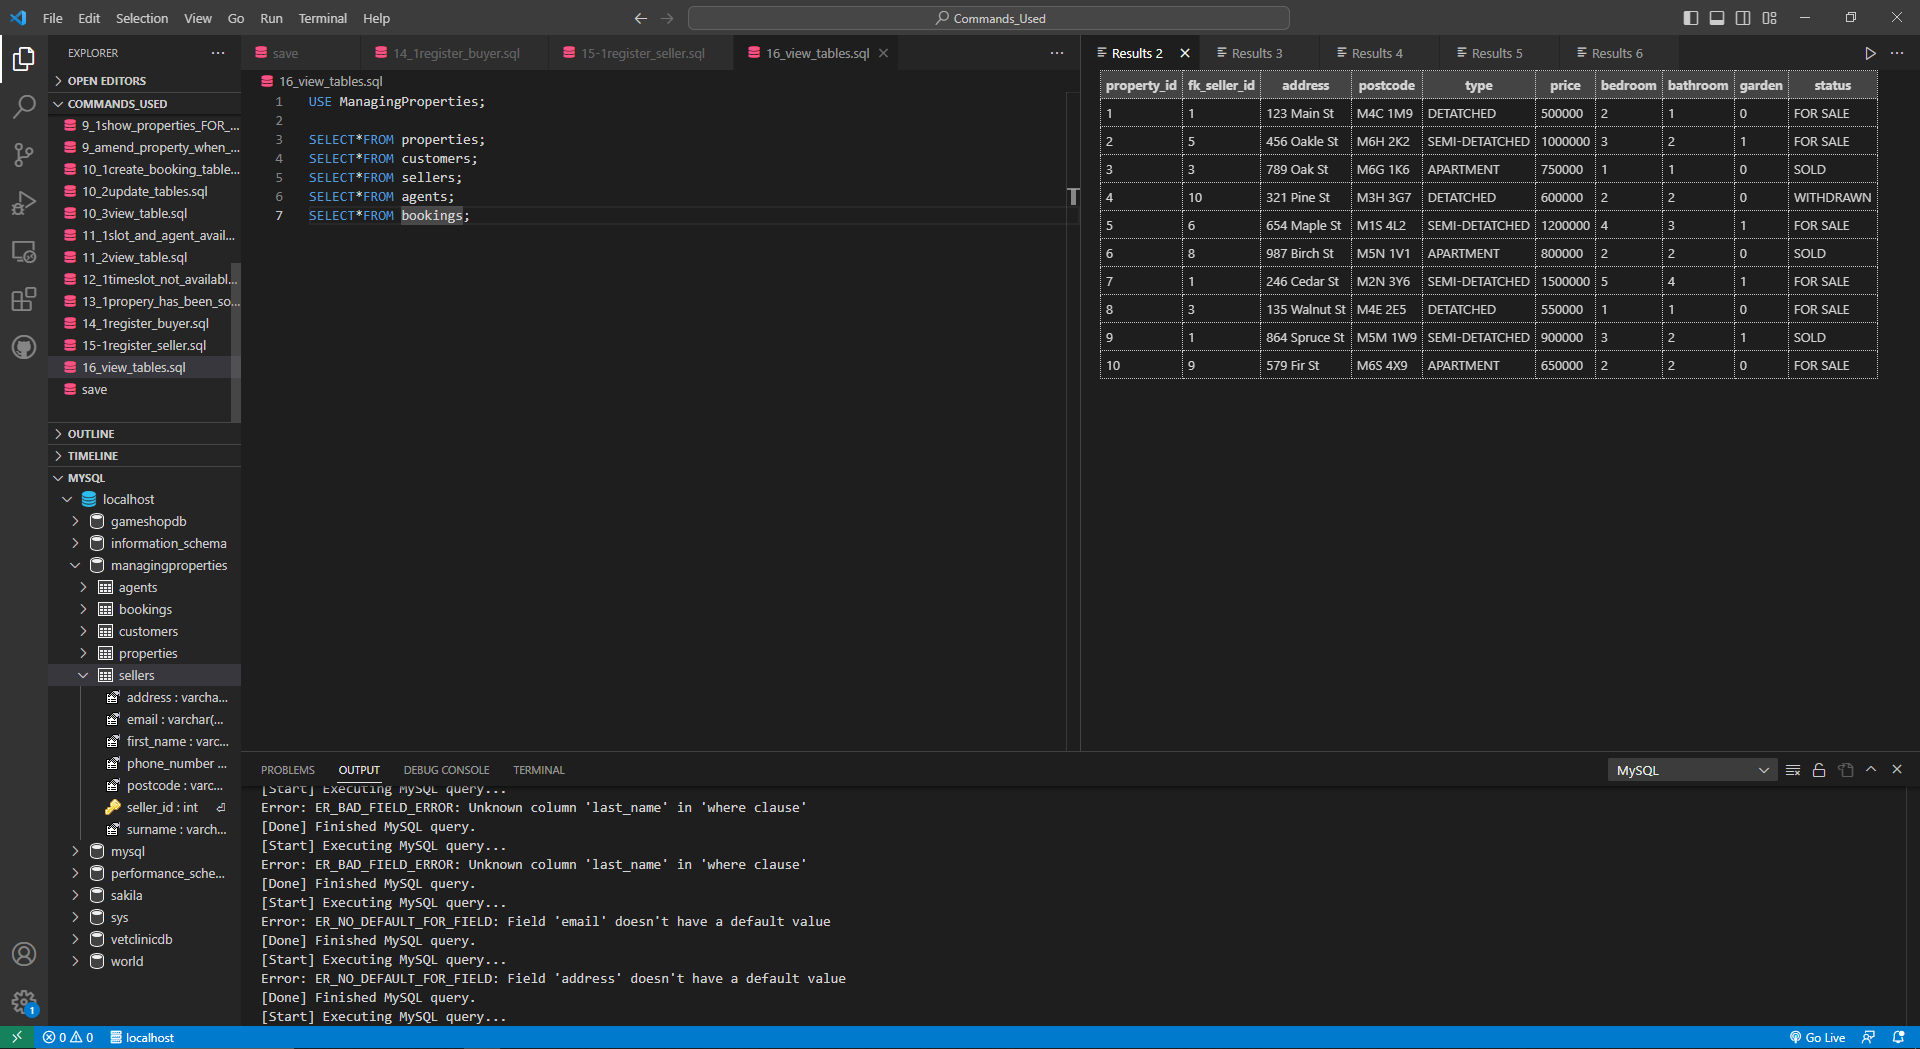 File Edit Selection View Go Run Terminal Help
Commands_Used
EXPLORER
OPEN EDITORS
COMMANDS_USED
9_1show_properties_FOR_...
9_amend_property_when_...
10_1create_booking_table...
10_2update_tables.sql
10_3view_table.sql
11_1slot_and_agent_avail...
11_2view_table.sql
12_1timeslot_not_availabl...
13_1propery_has_been_so...
14_1register_buyer.sql
15-1register_seller.sql
16_view_tables.sql
save
OUTLINE
TIMELINE
MYSQL
localhost
gameshopdb
information_schema
managingproperties
agents
bookings
customers
properties
sellers
address : varcha...
email : varchar(...
first_name : varc...
phone_number ...
postcode : varc...
seller_id : int
surname : varch...
mysql
performance_sche...
sakila
sys
vetclinicdb
world
save 14_1register_buyer.sql 15-1register_seller.sql 16_view_tables.sql
16_view_tables.sql
1 USE ManagingProperties;
2
3 SELECT*FROM properties;
4 SELECT*FROM customers;
5 SELECT*FROM sellers;
6 SELECT*FROM agents;
7 SELECT*FROM bookings;
Results 2 Results 3 Results 4 Results 5 Results 6
property_id fk_seller_id address postcode type price bedroom bathroom garden status
1 1 123 Main St M4C 1M9 DETATCHED 500000 2 1 0 FOR SALE
2 5 456 Oakle St M6H 2K2 SEMI-DETATCHED 1000000 3 2 1 FOR SALE
3 3 789 Oak St M6G 1K6 APARTMENT 750000 1 1 0 SOLD
4 10 321 Pine St M3H 3G7 DETATCHED 600000 2 2 0 WITHDRAWN
5 6 654 Maple St M1S 4L2 SEMI-DETATCHED 1200000 4 3 1 FOR SALE
6 8 987 Birch St M5N 1V1 APARTMENT 800000 2 2 0 SOLD
7 1 246 Cedar St M2N 3Y6 SEMI-DETATCHED 1500000 5 4 1 FOR SALE
8 3 135 Walnut St M4E 2E5 DETATCHED 550000 1 1 0 FOR SALE
9 1 864 Spruce St M5M 1W9 SEMI-DETATCHED 900000 3 2 1 SOLD
10 9 579 Fir St M6S 4X9 APARTMENT 650000 2 2 0 FOR SALE
PROBLEMS OUTPUT DEBUG CONSOLE TERMINAL
MySQL
[Start] Executing MySQL query...
Error: ER_BAD_FIELD_ERROR: Unknown column 'last_name' in 'where clause'
[Done] Finished MySQL query.
[Start] Executing MySQL query...
Error: ER_BAD_FIELD_ERROR: Unknown column 'last_name' in 'where clause'
[Done] Finished MySQL query.
[Start] Executing MySQL query...
Error: ER_NO_DEFAULT_FOR_FIELD: Field 'email' doesn't have a default value
[Done] Finished MySQL query.
[Start] Executing MySQL query...
Error: ER_NO_DEFAULT_FOR_FIELD: Field 'address' doesn't have a default value
[Done] Finished MySQL query.
[Start] Executing MySQL query...
1
0 0 localhost
Go Live